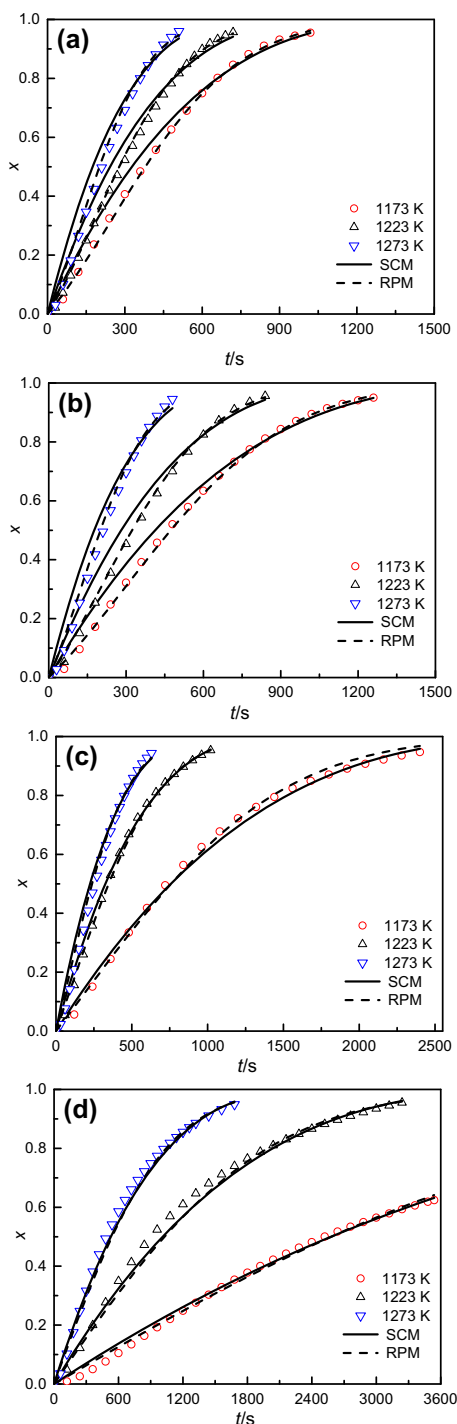 (a)
1.0
0.8
0.6
x
0.4
1173 K
1223 K
0.2
1273 K
SCM
RPM
0.0
0 300 600 900 1200 1500
t/s
(b)
1.0
0.8
0.6
x
0.4
1173 K
1223 K
0.2
1273 K
SCM
RPM
0.0
0 300 600 900 1200 1500
t/s
(c)
1.0
0.8
0.6
x
0.4
1173 K
1223 K
0.2
1273 K
SCM
RPM
0.0
0 500 1000 1500 2000 2500
t/s
(d)
1.0
0.8
0.6
x
0.4
1173 K
1223 K
0.2
1273 K
SCM
RPM
0.0
0 600 1200 1800 2400 3000 3600
t/s